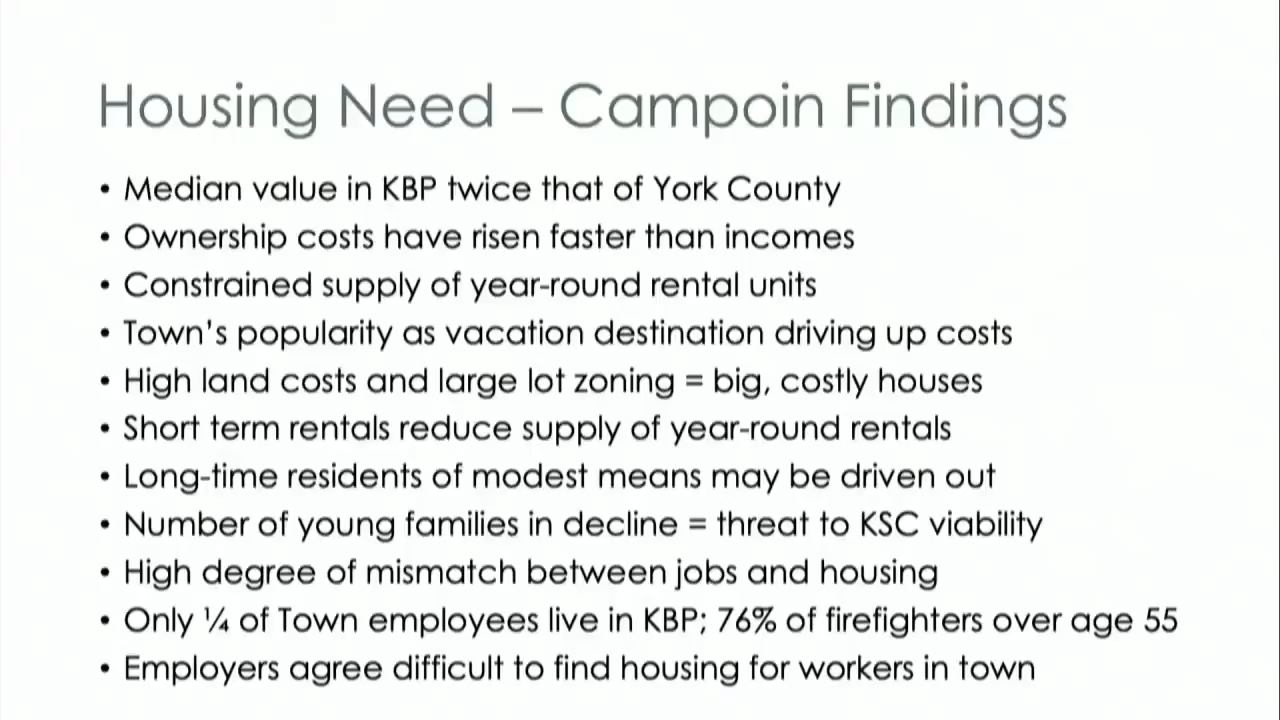 Housing Need – Campoin Findings
• Median value in KBP twice that of York County
• Ownership costs have risen faster than incomes
• Constrained supply of year-round rental units
• Town's popularity as vacation destination driving up costs
• High land costs and large lot zoning = big, costly houses
• Short term rentals reduce supply of year-round rentals
• Long-time residents of modest means may be driven out
• Number of young families in decline = threat to KSC viability
• High degree of mismatch between jobs and housing
• Only ¼ of Town employees live in KBP; 76% of firefighters over age 55
• Employers agree difficult to find housing for workers in town